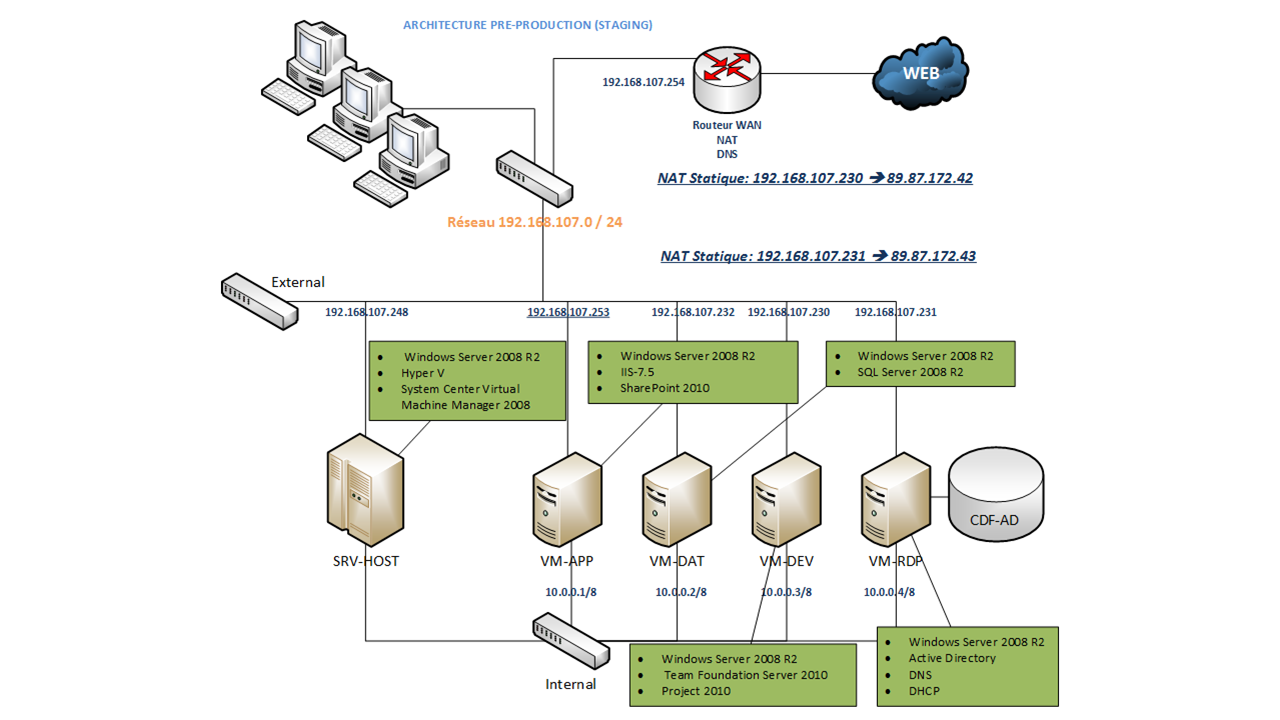 ARCHITECTURE PRE-PRODUCTION (STAGING)
192.168.107.254
WEB
Routeur WAN
NAT
DNS
NAT Statique: 192.168.107.230 ➔ 89.87.172.42
Réseau 192.168.107.0 / 24
NAT Statique: 192.168.107.231 ➔ 89.87.172.43
External
192.168.107.248
192.168.107.253
192.168.107.232
192.168.107.230
192.168.107.231
• Windows Server 2008 R2
• Hyper V
• System Center Virtual
Machine Manager 2008
• Windows Server 2008 R2
• IIS-7.5
• SharePoint 2010
• Windows Server 2008 R2
• SQL Server 2008 R2
CDF-AD
SRV-HOST
VM-APP
VM-DAT
VM-DEV
VM-RDP
10.0.0.1/8
10.0.0.2/8
10.0.0.3/8
10.0.0.4/8
Internal
• Windows Server 2008 R2
• Team Foundation Server 2010
• Project 2010
• Windows Server 2008 R2
• Active Directory
• DNS
• DHCP